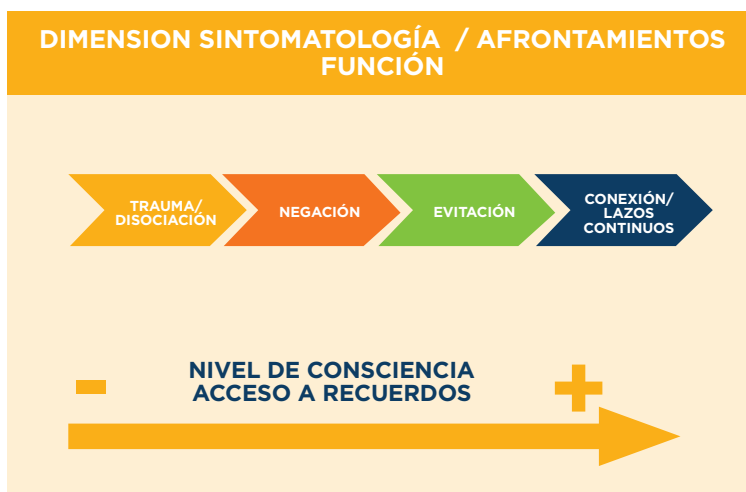 DIMENSION SINTOMATOLOGÍA / AFRONTAMIENTOS
FUNCIÓN
TRAUMA/
DISOCIACIÓN
NEGACIÓN
EVITACIÓN
CONEXIÓN/
LAZOS
CONTINUOS
NIVEL DE CONSCIENCIA
ACCESO A RECUERDOS
- +